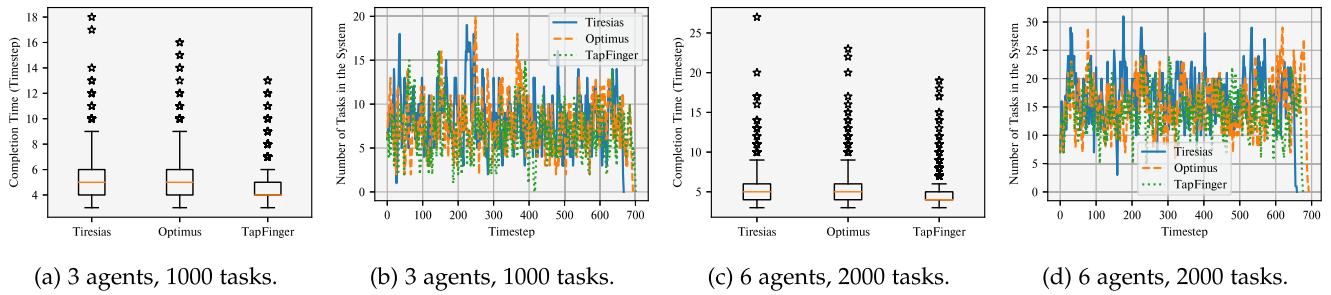 Completion Time (Timestep)
18
16
14
12
10
8
6
4
Tiresias
Optimus
TapFinger
(a) 3 agents, 1000 tasks.
Number of Tasks in the System
20
15
10
5
0
0 100 200 300 400 500 600 700
Timestep
Tiresias
Optimus
TapFinger
(b) 3 agents, 1000 tasks.
Completion Time (Timestep)
25
20
15
10
5
Tiresias
Optimus
TapFinger
(c) 6 agents, 2000 tasks.
Number of Tasks in the System
30
25
20
15
10
5
0
0 100 200 300 400 500 600 700
Timestep
Tiresias
Optimus
TapFinger
(d) 6 agents, 2000 tasks.